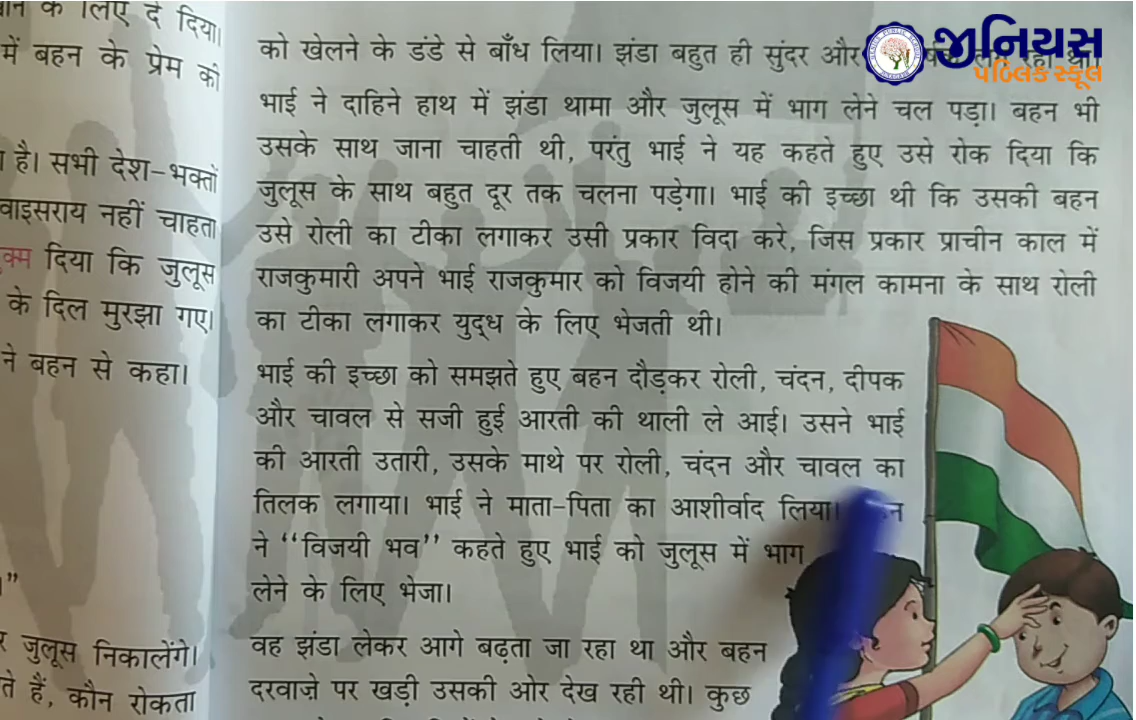 के लिए दे दिया।
में बहन के प्रेम की
है। सभी देश-भक्तों
वाइसराय नहीं चाहता
दिया कि जुलूस
के दिल मुरझा गए।
ने बहन से कहा।
।”
जुलूस निकालेंगे।
ते हैं, कौन रोकता
જીનિયસ
પબ્લિક સ્કૂલ
को खेलने के डंडे से बाँध लिया। झंडा बहुत ही सुंदर और
भाई ने दाहिने हाथ में झंडा थामा और जुलूस में भाग लेने चल पड़ा। बहन भी
उसके साथ जाना चाहती थी, परंतु भाई ने यह कहते हुए उसे रोक दिया कि
जुलूस के साथ बहुत दूर तक चलना पड़ेगा। भाई की इच्छा थी कि उसकी बहन
उसे रोली का टीका लगाकर उसी प्रकार विदा करे, जिस प्रकार प्राचीन काल में
राजकुमारी अपने भाई राजकुमार को विजयी होने की मंगल कामना के साथ रोली
का टीका लगाकर युद्ध के लिए भेजती थी।
भाई की इच्छा को समझते हुए बहन दौड़कर रोली, चंदन, दीपक
और चावल से सजी हुई आरती की थाली ले आई। उसने भाई
की आरती उतारी, उसके माथे पर रोली, चंदन और चावल का
तिलक लगाया। भाई ने माता-पिता का आशीर्वाद लिया।
ने “विजयी भव” कहते हुए भाई को जुलूस में भाग
लेने के लिए भेजा।
वह झंडा लेकर आगे बढ़ता जा रहा था और बहन
दरवाज़े पर खड़ी उसकी ओर देख रही थी। कुछ